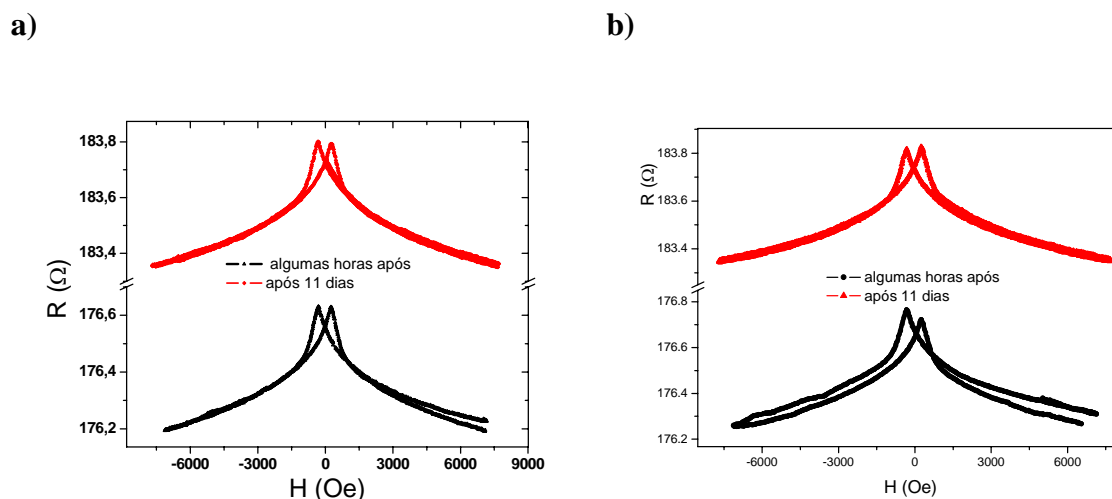 a)
183,8
183,6
183,4
176,6
176,4
176,2
R (Ω)
algumas horas após
após 11 dias
-6000 -3000 0 3000 6000 9000
H (Oe)
b)
183.8
183.6
183.4
176.8
176.6
176.4
176.2
R (Ω)
algumas horas após
após 11 dias
-6000 -3000 0 3000 6000
H (Oe)